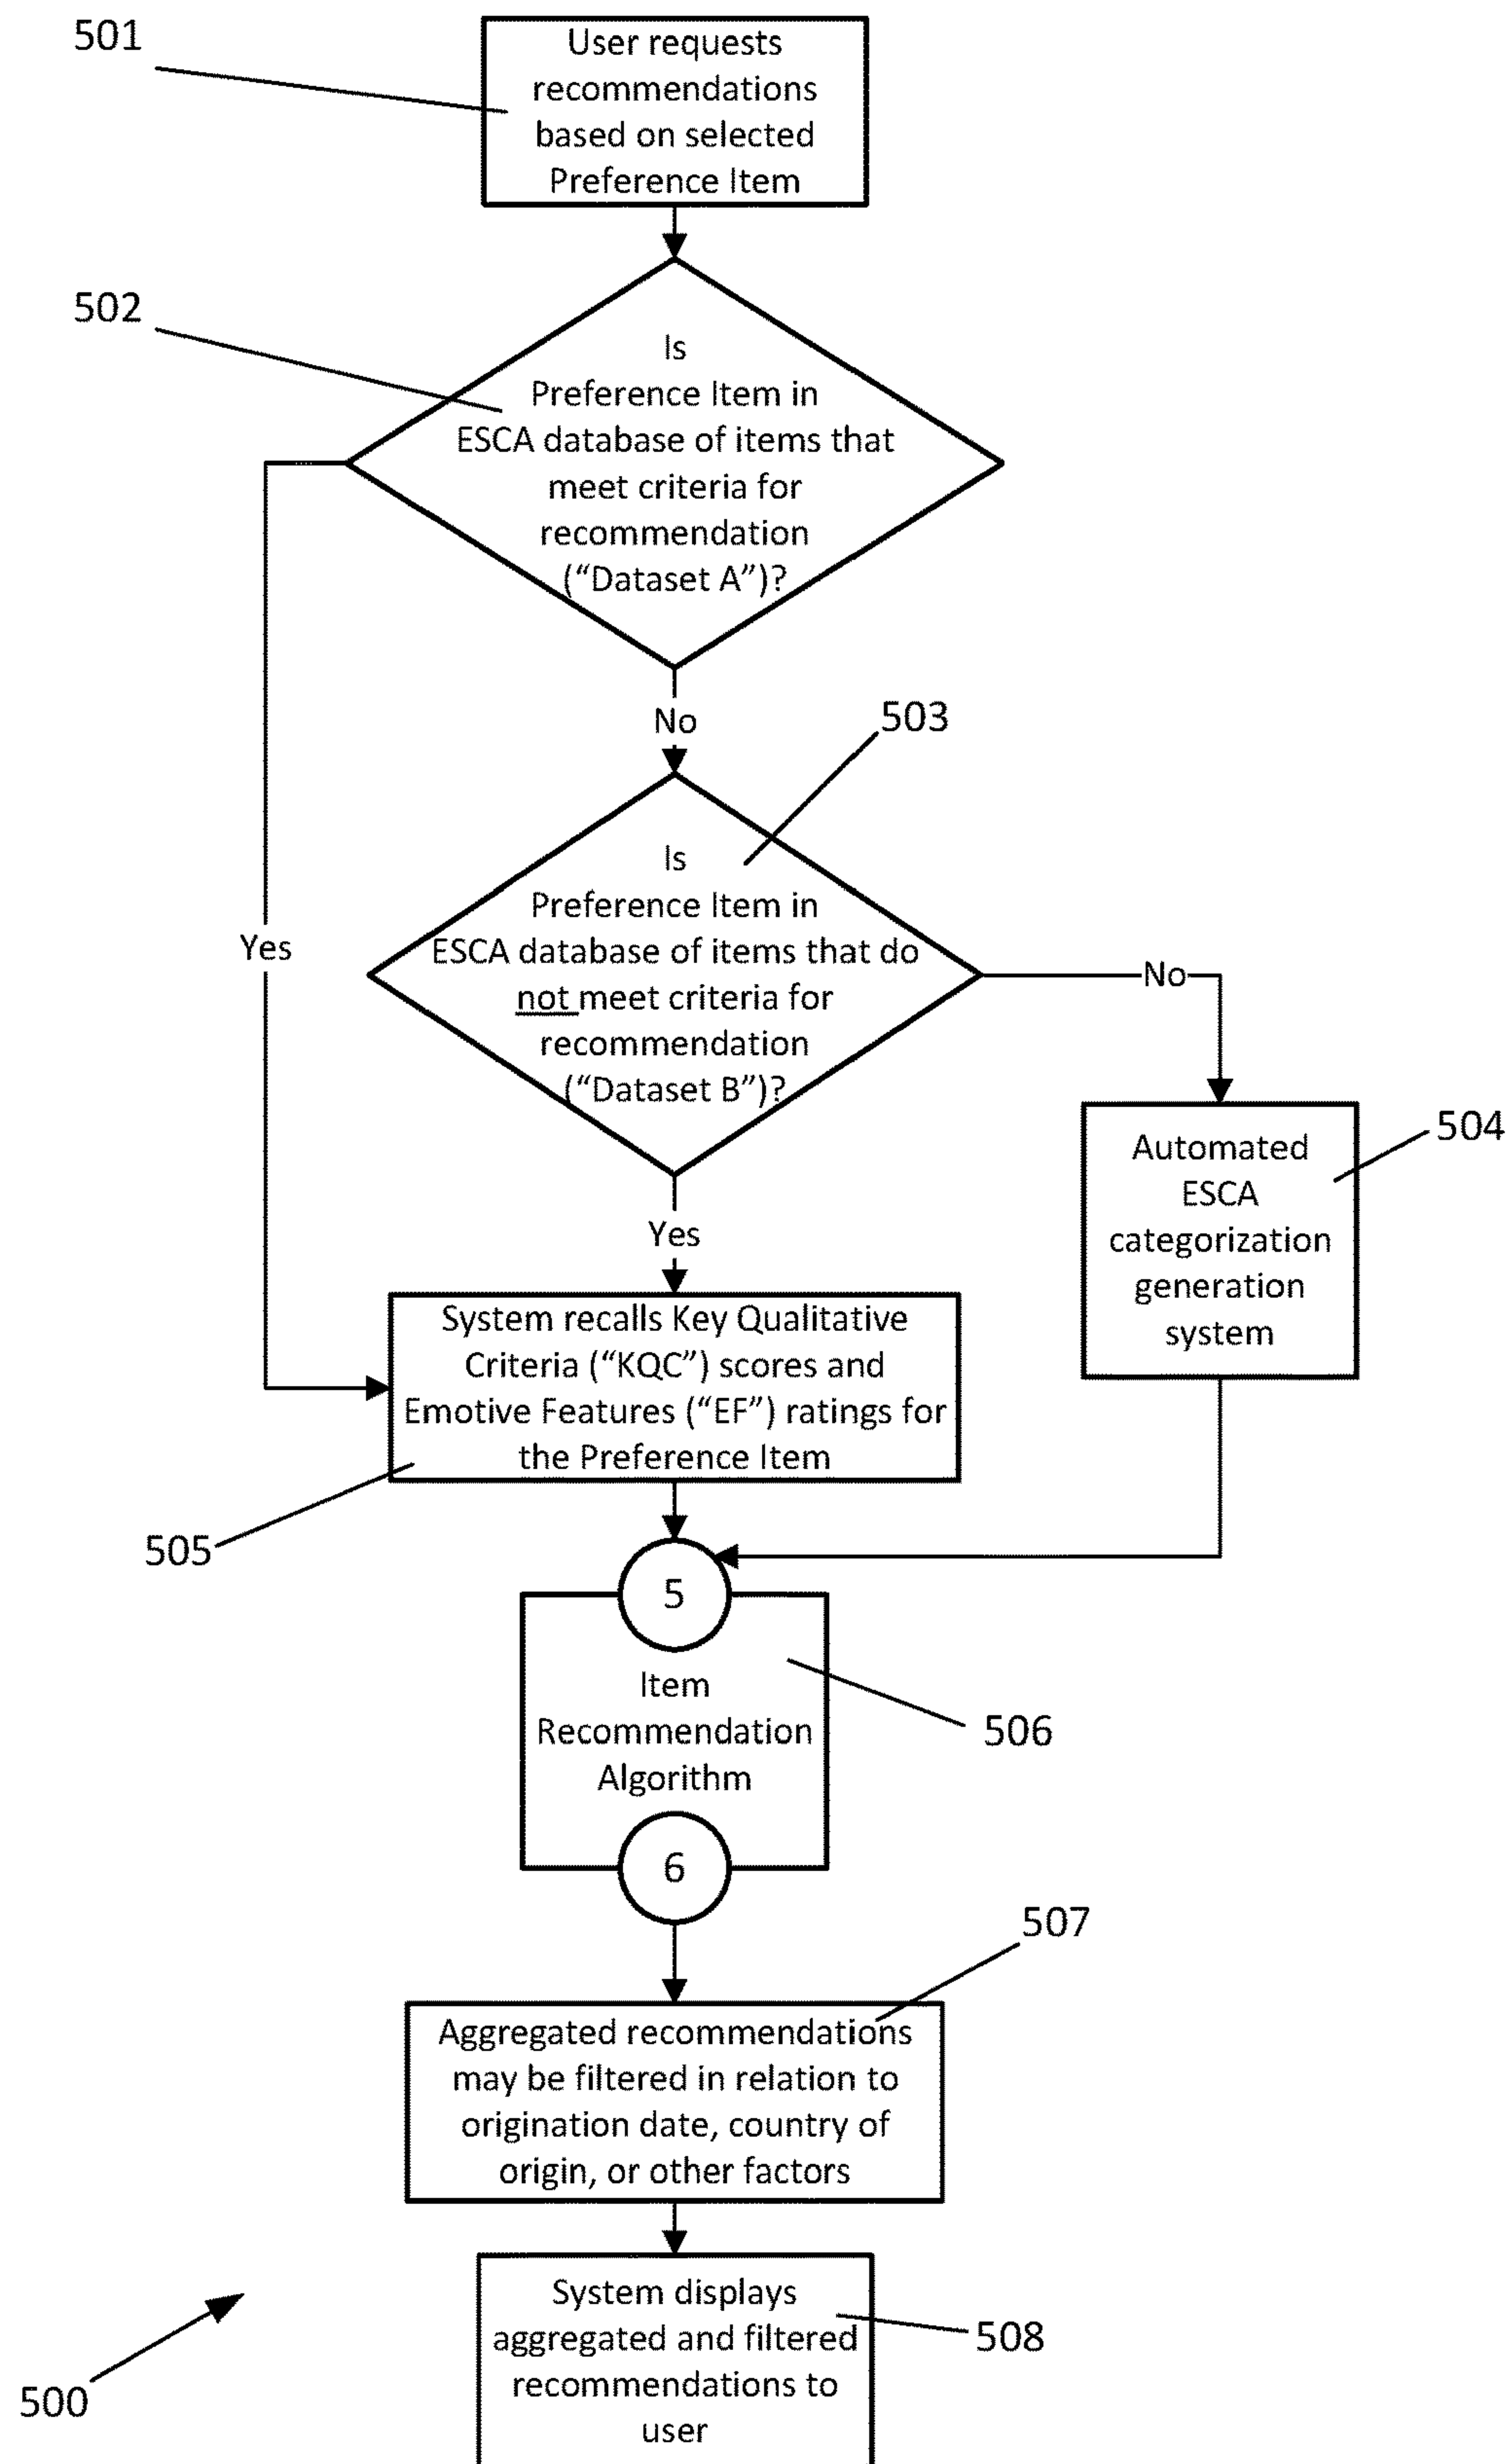 501
User requests
recommendations
based on selected
Preference Item
502
Is
Preference Item in
ESCA database of items that
meet criteria for
recommendation
(“Dataset A”)?
No
503
Is
Preference Item in
ESCA database of items that do
not meet criteria for
recommendation
(“Dataset B”)?
Yes
No
504
Automated
ESCA
categorization
generation
system
Yes
System recalls Key Qualitative
Criteria (“KQC”) scores and
Emotive Features (“EF”) ratings for
the Preference Item
505
5
Item
Recommendation
Algorithm
506
6
507
Aggregated recommendations
may be filtered in relation to
origination date, country of
origin, or other factors
System displays
aggregated and filtered
recommendations to
user
508
500